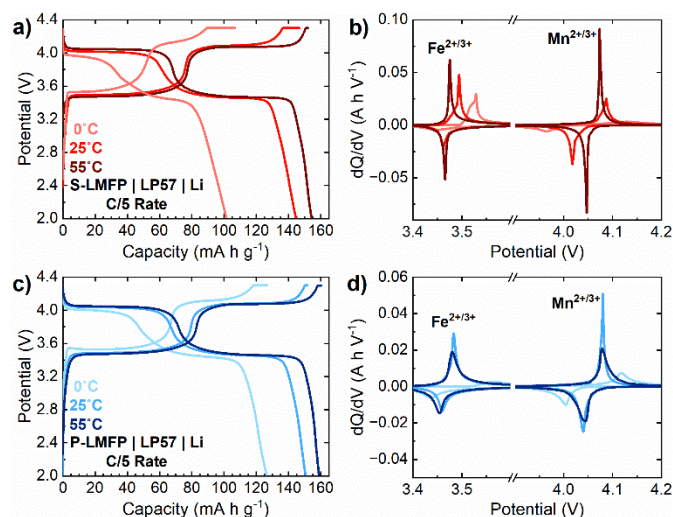 a)
4.4
4.0
3.6
3.2
2.8
2.4
2.0
Potential (V)
0°C
25°C
55°C
S-LMFP | LP57 | Li
C/5 Rate
0 20 40 60 80 100 120 140 160
Capacity (mA h g⁻¹)
b)
0.10
0.05
0.00
−0.05
dQ/dV (A h V⁻¹)
Fe²⁺/³⁺
Mn²⁺/³⁺
3.4 3.5 4.0 4.1 4.2
Potential (V)
c)
4.4
4.0
3.6
3.2
2.8
2.4
2.0
Potential (V)
0°C
25°C
55°C
P-LMFP | LP57 | Li
C/5 Rate
0 20 40 60 80 100 120 140 160
Capacity (mA h g⁻¹)
d)
0.06
0.04
0.02
0.00
−0.02
−0.04
dQ/dV (A h V⁻¹)
Fe²⁺/³⁺
Mn²⁺/³⁺
3.4 3.5 4.0 4.1 4.2
Potential (V)